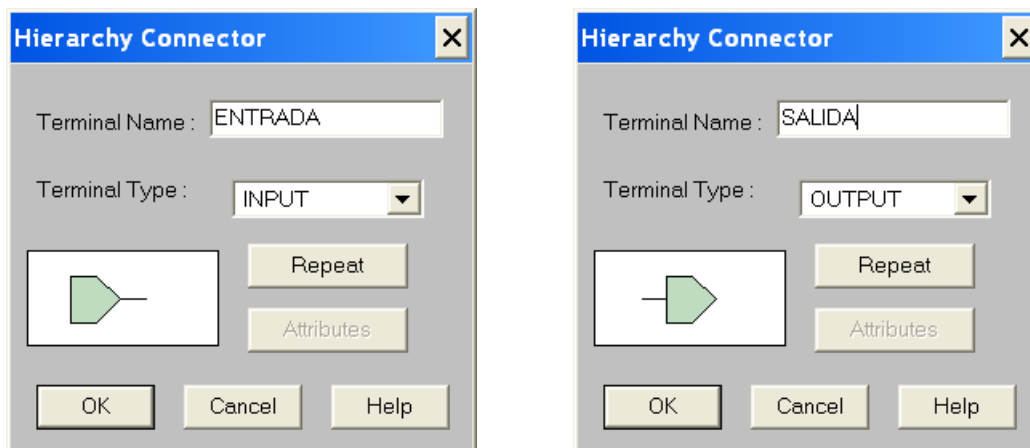 Hierarchy Connector
Terminal Name : ENTRADA
Terminal Type : INPUT
Repeat
Attributes
OK Cancel Help
Hierarchy Connector
Terminal Name : SALIDA
Terminal Type : OUTPUT
Repeat
Attributes
OK Cancel Help